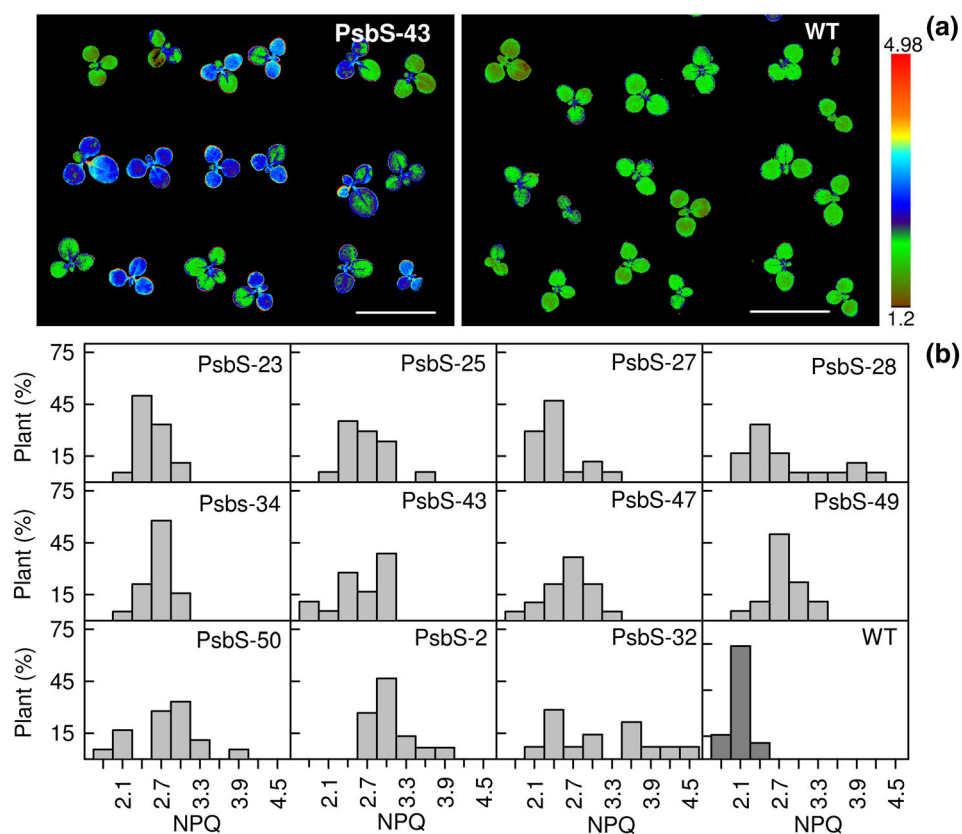 PsbS-43
WT
(a)
4.98
1.2
(b)
75
45
15
Plant (%)
PsbS-23
PsbS-25
PsbS-27
PsbS-28
75
45
15
Plant (%)
Psbs-34
PsbS-43
PsbS-47
PsbS-49
75
45
15
Plant (%)
PsbS-50
PsbS-2
PsbS-32
WT
2.1 2.7 3.3 3.9 4.5
2.1 2.7 3.3 3.9 4.5
2.1 2.7 3.3 3.9 4.5
2.1 2.7 3.3 3.9 4.5
NPQ NPQ NPQ NPQ